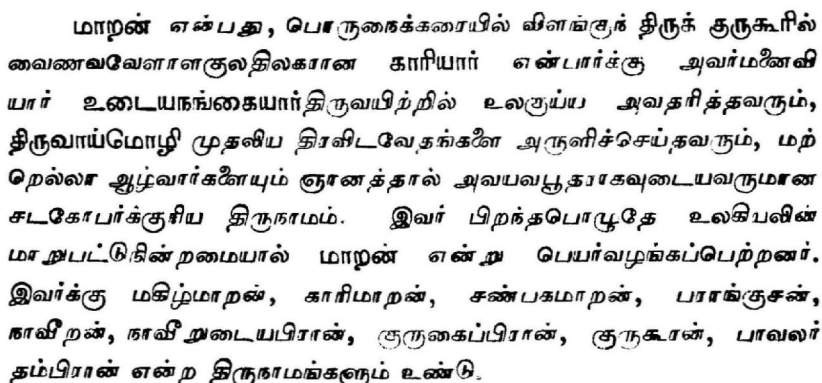 மாறன் என்பது, பொருநைக்கரையில் விளங்குந் திருக் குருகூரில்
வைணவவேளாளகுலதிலகரான காரியார் என்பார்க்கு அவர்மனைவி
யார் உடையநங்கையார்திருவயிற்றில் உலகுய்ய அவதரித்தவரும்,
திருவாய்மொழி முதலிய திரவிடவேதங்களை அருளிச்செய்தவரும், மற்
றெல்லா ஆழ்வார்களையும் ஞானத்தால் அவயவபூதராகவுடையவருமான
சடகோபர்க்குரிய திருநாமம். இவர் பிறந்தபொழுதே உலகியலின்
மாறுபட்டுநின்றமையால் மாறன் என்று பெயர்வழங்கப்பெற்றனர்.
இவர்க்கு மகிழ்மாறன், காரிமாறன், சண்பகமாறன், பராங்குசன்,
நாவீறன், நாவீறுடையபிரான், குருகைப்பிரான், குருகூரன், பாவலர்
தம்பிரான் என்ற திருநாமங்களும் உண்டு.